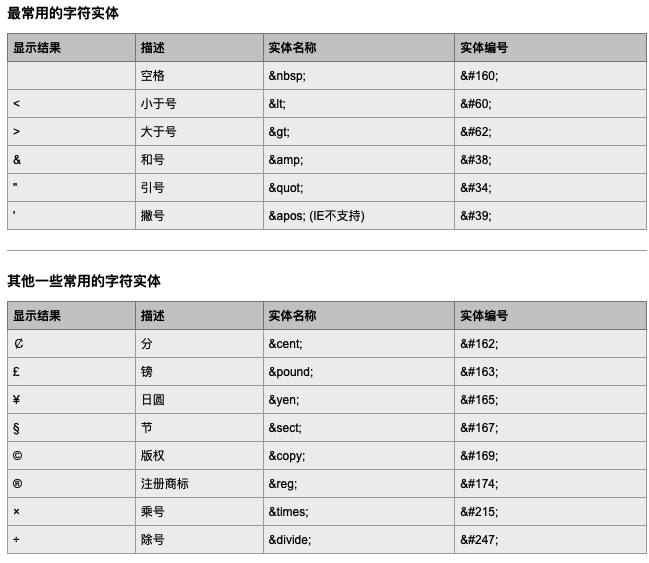 最常用的字符实体
显示结果 描述 实体名称 实体编号
空格 &nbsp; &#160;
< 小于号 &lt; &#60;
> 大于号 &gt; &#62;
& 和号 &amp; &#38;
" 引号 &quot; &#34;
' 撇号 &apos; (IE不支持) &#39;
其他一些常用的字符实体
显示结果 描述 实体名称 实体编号
₡ 分 &cent; &#162;
£ 镑 &pound; &#163;
¥ 日圆 &yen; &#165;
§ 节 &sect; &#167;
© 版权 &copy; &#169;
® 注册商标 &reg; &#174;
× 乘号 &times; &#215;
÷ 除号 &divide; &#247;